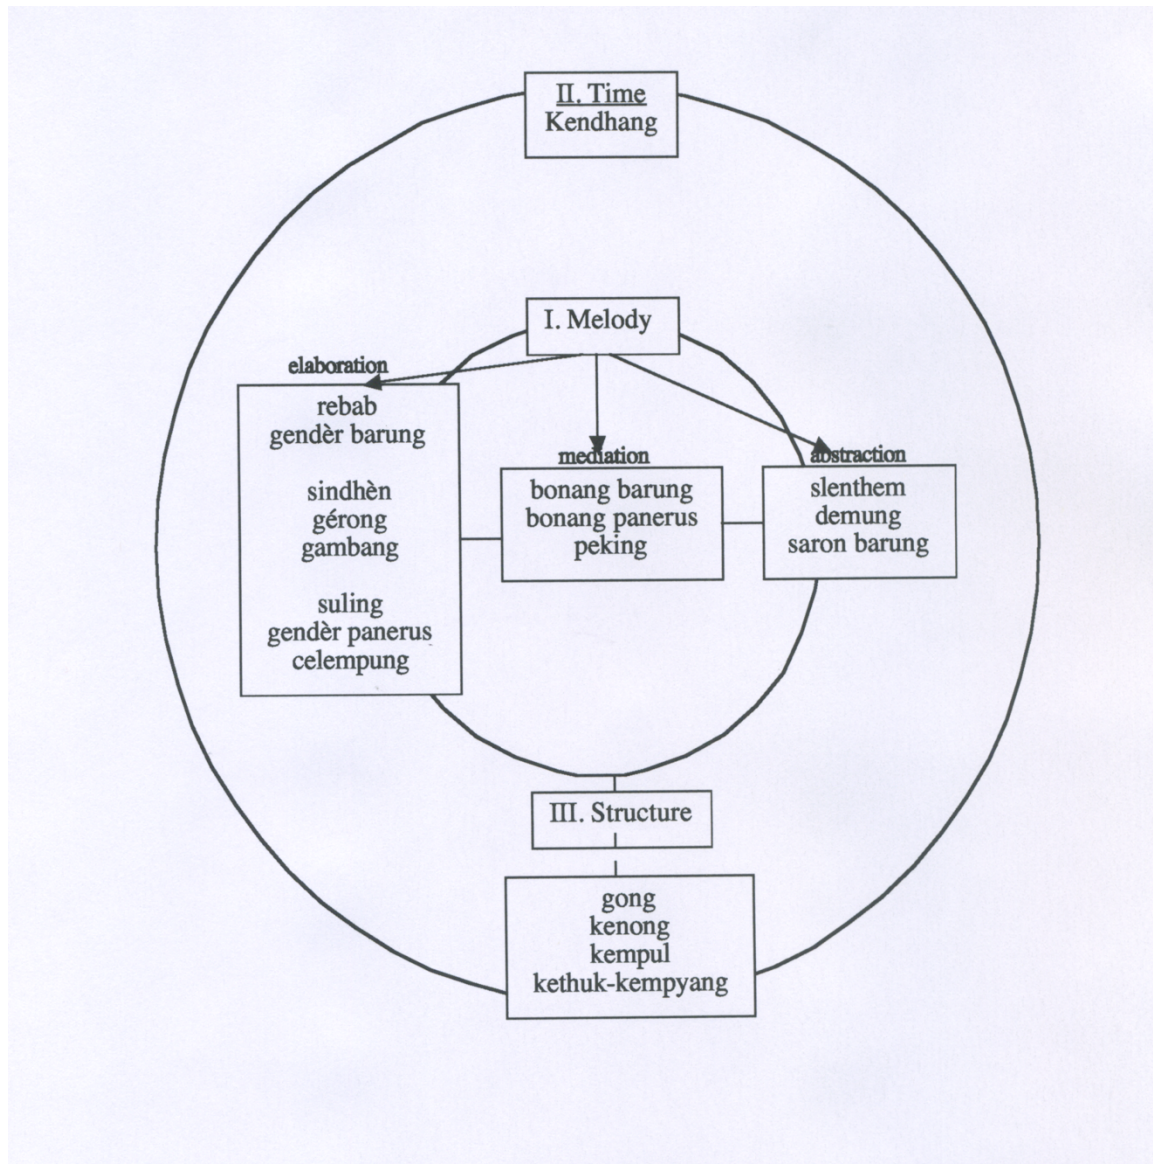 II. Time
Kendhang
I. Melody
elaboration
rebab
gendèr barung
sindhèn
gérong
gambang
suling
gendèr panerus
celempung
mediation
bonang barung
bonang panerus
peking
abstraction
slenthem
demung
saron barung
III. Structure
gong
kenong
kempul
kethuk-kempyang